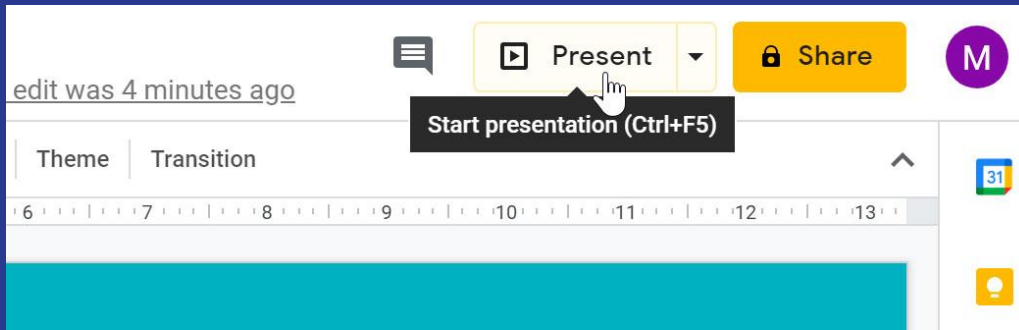 Present
Share
M
edit was 4 minutes ago
Start presentation (Ctrl+F5)
Theme
Transition
31
6 7 8 9 10 11 12 13